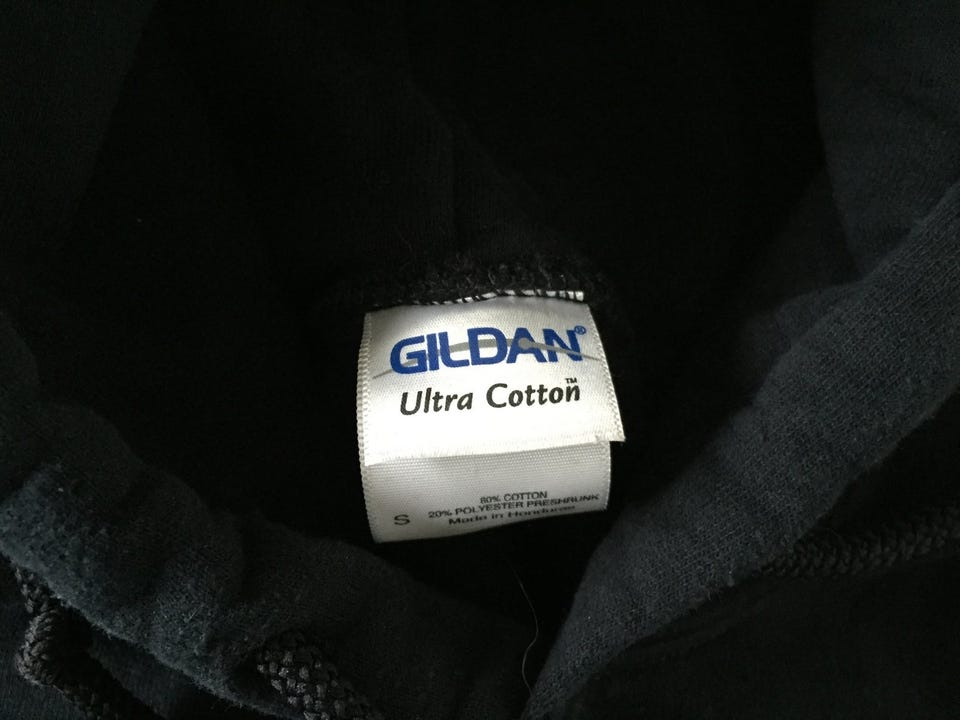 GILDAN®
Ultra Cotton™
80% COTTON
20% POLYESTER PRESHRUNK
S
Made in Honduras